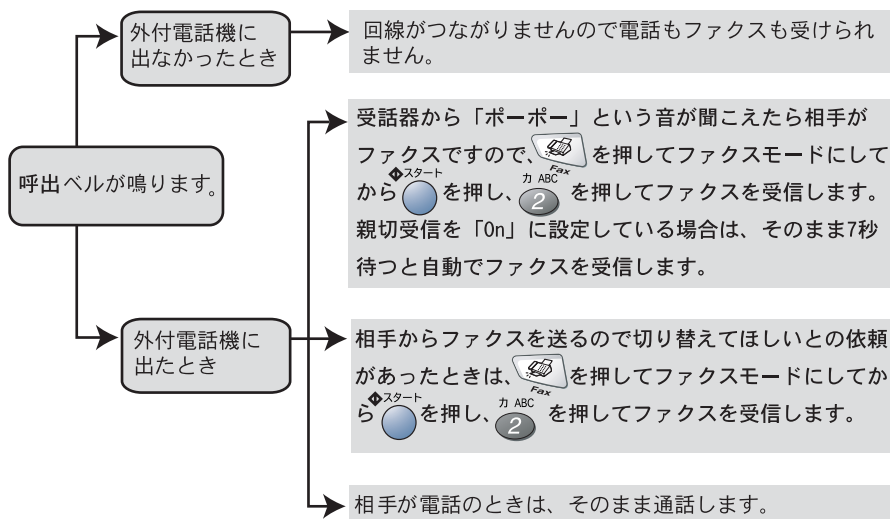 外付電話機に
出なかったとき
回線がつながりませんので電話もファクスも受けられ
ません。
呼出ベルが鳴ります。
外付電話機に
出たとき
受話器から「ポーポー」という音が聞こえたら相手が
ファクスですので、 Fax を押してファクスモードにして
から スタート を押し、 カ ABC 2 を押してファクスを受信します。
親切受信を「On」に設定している場合は、そのまま7秒
待つと自動でファクスを受信します。
相手からファクスを送るので切り替えてほしいとの依頼
があったときは、 Fax を押してファクスモードにしてか
ら スタート を押し、 カ ABC 2 を押してファクスを受信します。
相手が電話のときは、そのまま通話します。